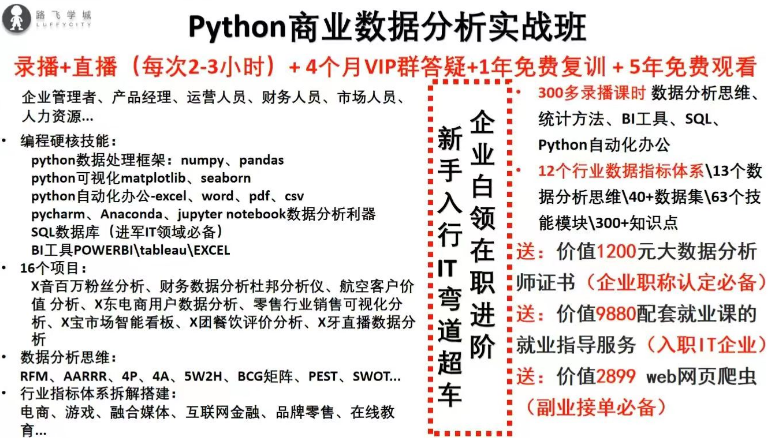 路飞学城
LUFFYCITY
Python商业数据分析实战班
录播+直播（每次2-3小时）+ 4个月VIP群答疑+1年免费复训 + 5年免费观看
企业管理者、产品经理、运营人员、财务人员、市场人员、
人力资源...
• 编程硬核技能：
python数据处理框架：numpy、pandas
python可视化matplotlib、seaborn
python自动化办公-excel、word、pdf、csv
pycharm、Anaconda、jupyter notebook数据分析利器
SQL数据库（进军IT领域必备）
BI工具POWERBI\tableau\EXCEL
• 16个项目：
X音百万粉丝分析、财务数据分析杜邦分析仪、航空客户价
值 分析、X东电商用户数据分析、零售行业销售可视化分
析、X宝市场智能看板、X团餐饮评价分析、X牙直播数据分
析
• 数据分析思维：
RFM、AARRR、4P、4A、5W2H、BCG矩阵、PEST、SWOT...
• 行业指标体系拆解搭建：
电商、游戏、融合媒体、互联网金融、品牌零售、在线教
育...
企业白领在职进阶
新手入行IT弯道超车
• 300多录播课时 数据分析思维、
统计方法、BI工具、SQL、
Python自动化办公
• 12个行业数据指标体系\13个数
据分析思维\40+数据集\63个技
能模块\300+知识点
送：价值1200元大数据分析
师证书（企业职称认定必备）
送：价值9880配套就业课的
就业指导服务（入职IT企业）
送：价值2899 web网页爬虫
（副业接单必备）